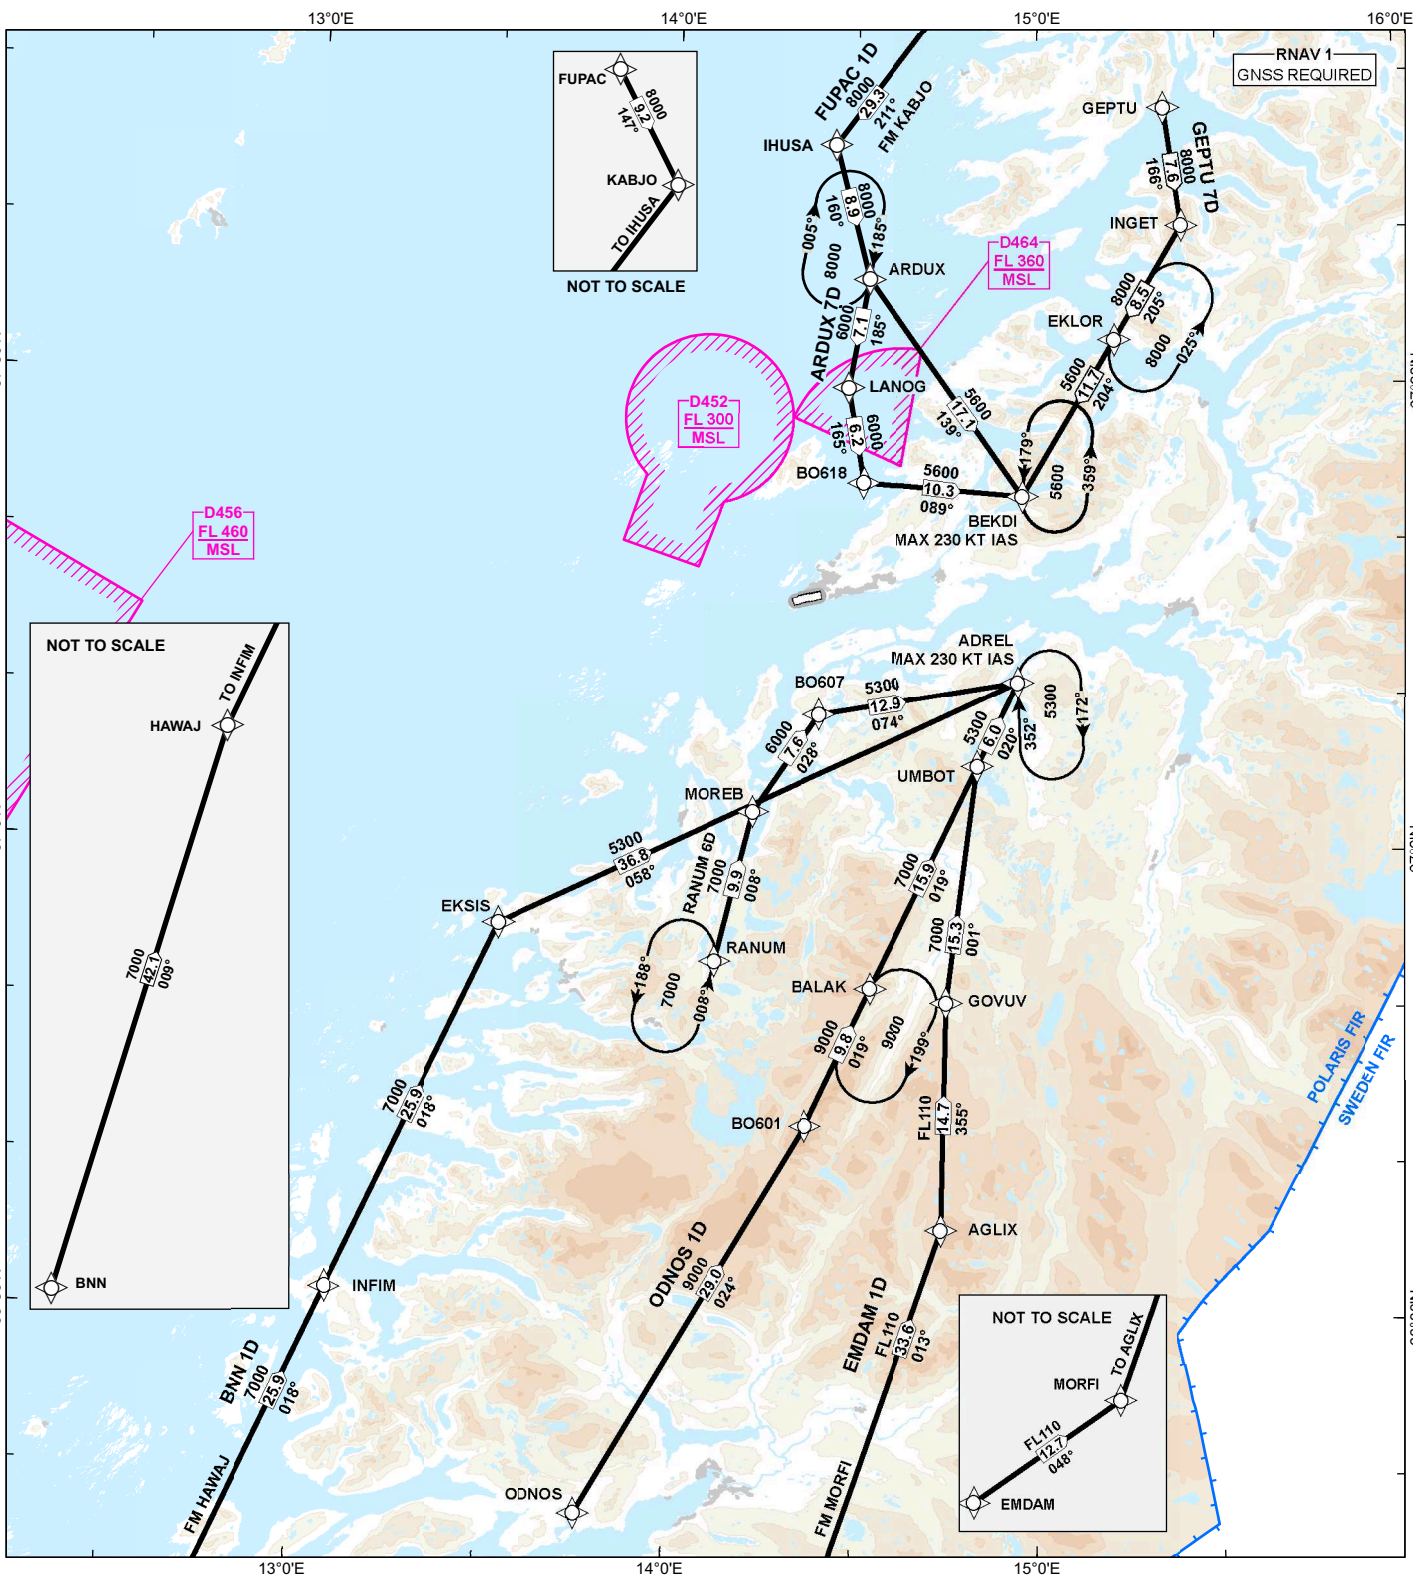 13°0'E
14°0'E
15°0'E
16°0'E
RNAV 1
GNSS REQUIRED
FUPAC
8000
9.2
147°
KABJO
TO IHUSA
NOT TO SCALE
FUPAC 1D
8000
29.3
211°
FM KABJO
IHUSA
8000
8.9
160°
005°
8000
185°
ARDUX
ARDUX 7D
6000
7.1
185°
LANOG
6000
6.2
165°
BO618
5600
10.3
089°
5600
17.1
139°
BEKDI
MAX 230 KT IAS
179°
5600
359°
GEPTU
GEPTU 7D
8000
7.6
166°
INGET
8000
8.5
205°
EKLOR
8000
025°
5600
11.7
204°
D464
FL 360
MSL
D452
FL 300
MSL
D456
FL 460
MSL
NOT TO SCALE
TO INFIM
HAWAJ
7000
42.1
009°
BNN
ADREL
MAX 230 KT IAS
5300
172°
352°
BO607
5300
12.9
074°
5300
6.0
020°
UMBOT
6000
7.6
028°
MOREB
5300
36.8
058°
RANUM 6D
7000
9.9
008°
EKSIS
RANUM
188°
7000
008°
7000
15.9
019°
7000
15.3
001°
BALAK
GOVUV
9000
9.8
019°
9000
199°
BO601
FL110
14.7
355°
7000
25.9
018°
POLARIS FIR
SWEDEN FIR
AGLIX
INFIM
ODNOS 1D
9000
29.0
024°
EMDAM 1D
FL110
33.6
013°
BNN 1D
7000
25.9
018°
FM HAWAJ
ODNOS
FM MORFI
NOT TO SCALE
TO AGLIX
MORFI
FL110
12.7
048°
EMDAM
13°0'E
14°0'E
15°0'E